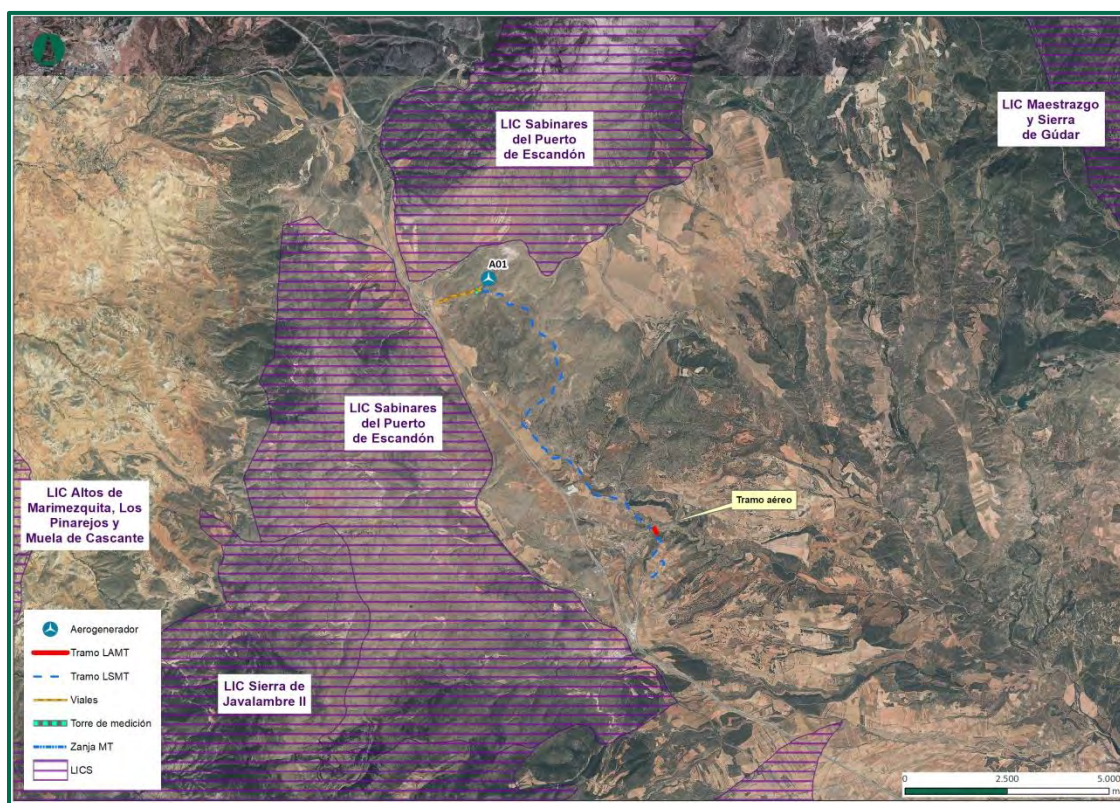 LIC Sabinares
del Puerto
de Escandón
LIC Maestrazgo
y Sierra
de Gúdar
A01
LIC Sabinares
del Puerto
de Escandón
LIC Altos de
Marimezquita, Los
Pinarejos y
Muela de Cascante
Tramo aéreo
LIC Sierra de
Javalambre II
Aerogenerador
Tramo LAMT
Tramo LSMT
Viales
Torre de medición
Zanja MT
LICS
0 2.500 5.000
m